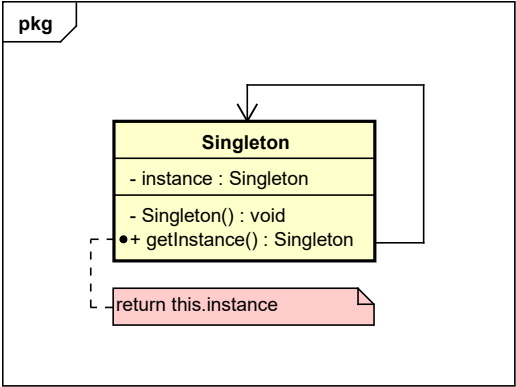 pkg
Singleton
- instance : Singleton
- Singleton() : void
+ getInstance() : Singleton
return this.instance